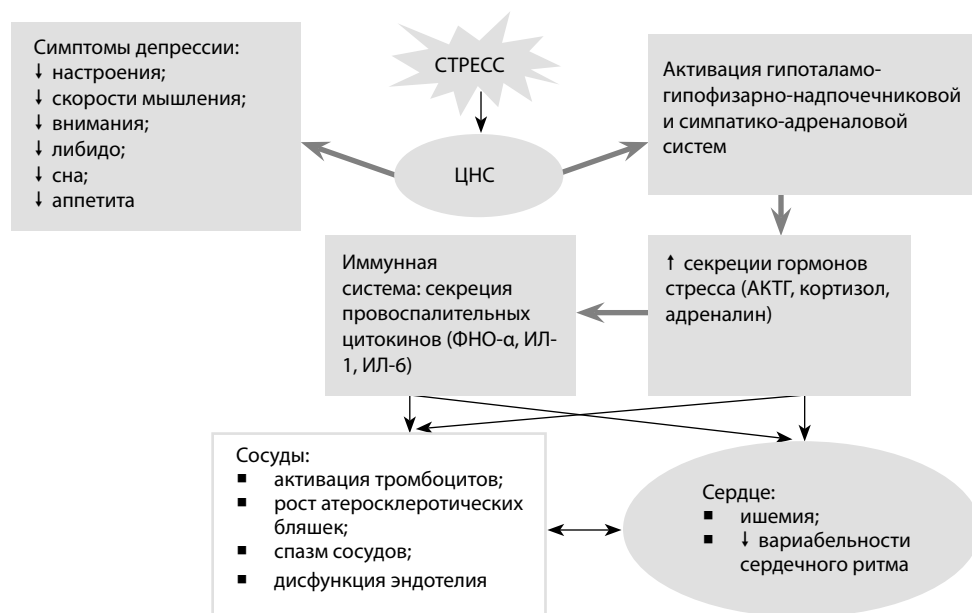 Симптомы депрессии:
↓ настроения;
↓ скорости мышления;
↓ внимания;
↓ либидо;
↓ сна;
↓ аппетита
СТРЕСС
ЦНС
Активация гипоталамо-
гипофизарно-надпочечниковой
и симпатико-адреналовой
систем
Иммунная
система: секреция
провоспалительных
цитокинов (ФНО-α, ИЛ-
1, ИЛ-6)
↑ секреции гормонов
стресса (АКТГ, кортизол,
адреналин)
Сосуды:
■ активация тромбоцитов;
■ рост атеросклеротических
бляшек;
■ спазм сосудов;
■ дисфункция эндотелия
Сердце:
■ ишемия;
■ ↓ вариабельности
сердечного ритма